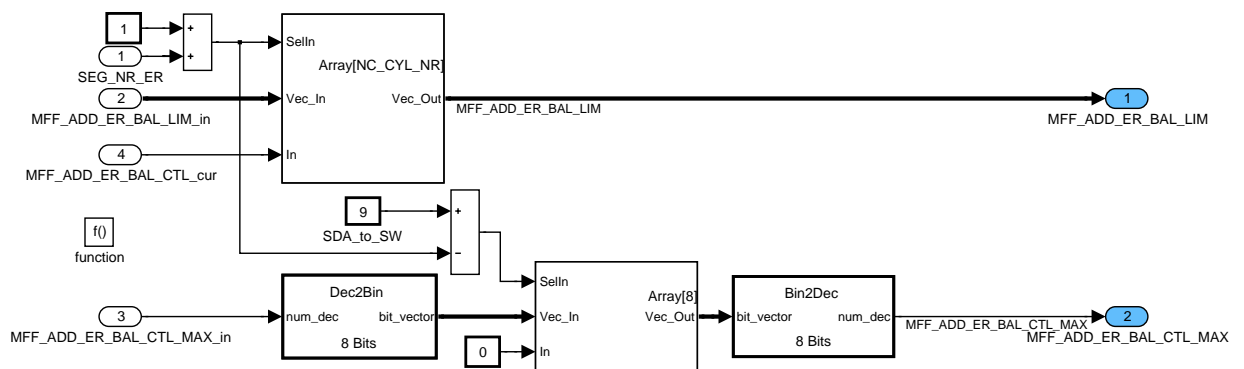 1
+
+
1
SEG_NR_ER
2
MFF_ADD_ER_BAL_LIM_in
4
MFF_ADD_ER_BAL_CTL_cur
SelIn
Array[NC_CYL_NR]
Vec_In
Vec_Out
In
MFF_ADD_ER_BAL_LIM
1
MFF_ADD_ER_BAL_LIM
f()
function
9
SDA_to_SW
+
−
3
MFF_ADD_ER_BAL_CTL_MAX_in
Dec2Bin
num_dec
bit_vector
8 Bits
0
SelIn
Array[8]
Vec_In
Vec_Out
In
Bin2Dec
bit_vector
num_dec
8 Bits
MFF_ADD_ER_BAL_CTL_MAX
2
MFF_ADD_ER_BAL_CTL_MAX